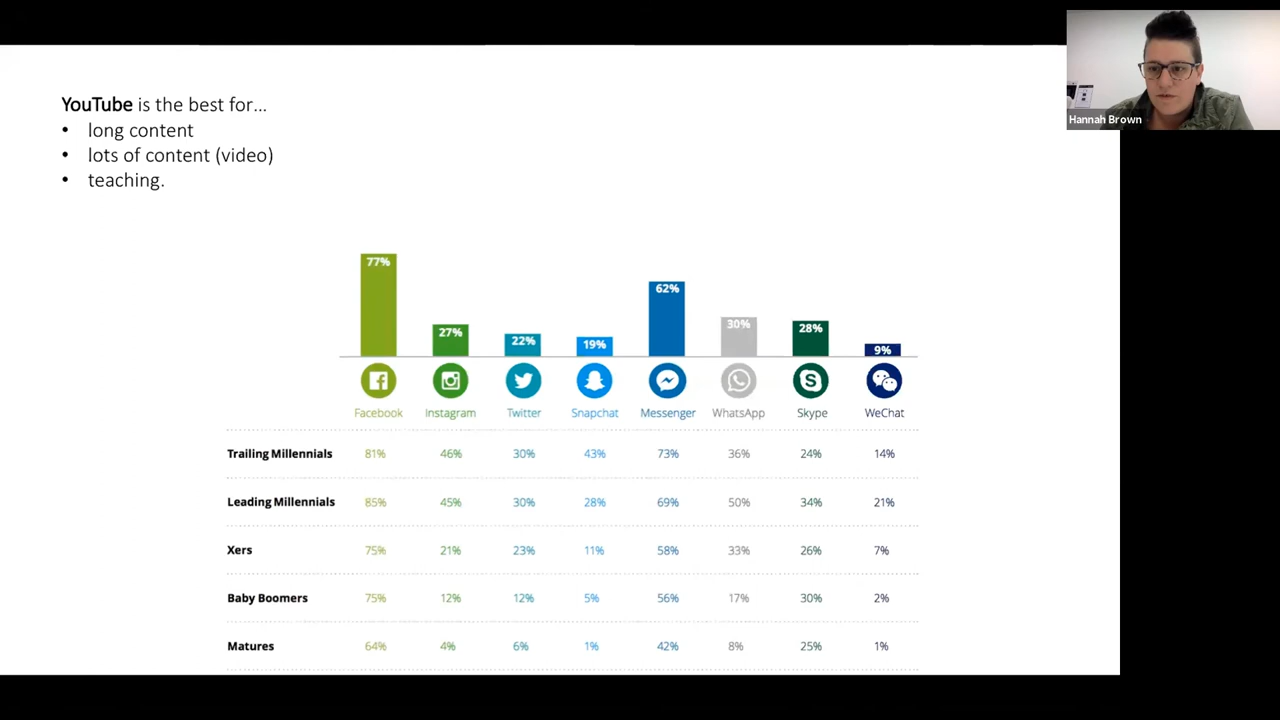 YouTube is the best for...
• long content
• lots of content (video)
• teaching.
Hannah Brown
77% 27% 22% 19% 62% 30% 28% 9%
Facebook Instagram Twitter Snapchat Messenger WhatsApp Skype WeChat
Trailing Millennials 81% 46% 30% 43% 73% 36% 24% 14%
Leading Millennials 85% 45% 30% 28% 69% 50% 34% 21%
Xers 75% 21% 23% 11% 58% 33% 26% 7%
Baby Boomers 75% 12% 12% 5% 56% 17% 30% 2%
Matures 64% 4% 6% 1% 42% 8% 25% 1%